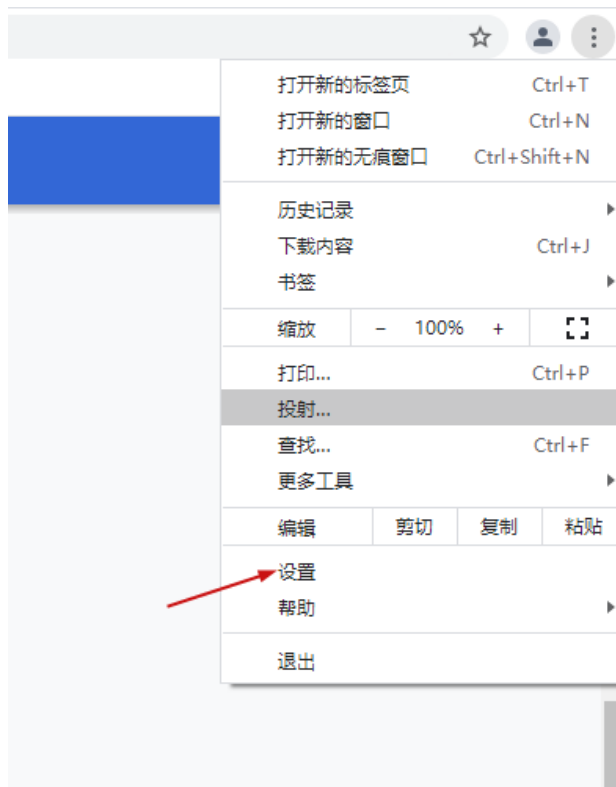 打开新的标签页 Ctrl+T
打开新的窗口 Ctrl+N
打开新的无痕窗口 Ctrl+Shift+N
历史记录
下载内容 Ctrl+J
书签
缩放 - 100% +
打印... Ctrl+P
投射...
查找... Ctrl+F
更多工具
编辑 剪切 复制 粘贴
设置
帮助
退出